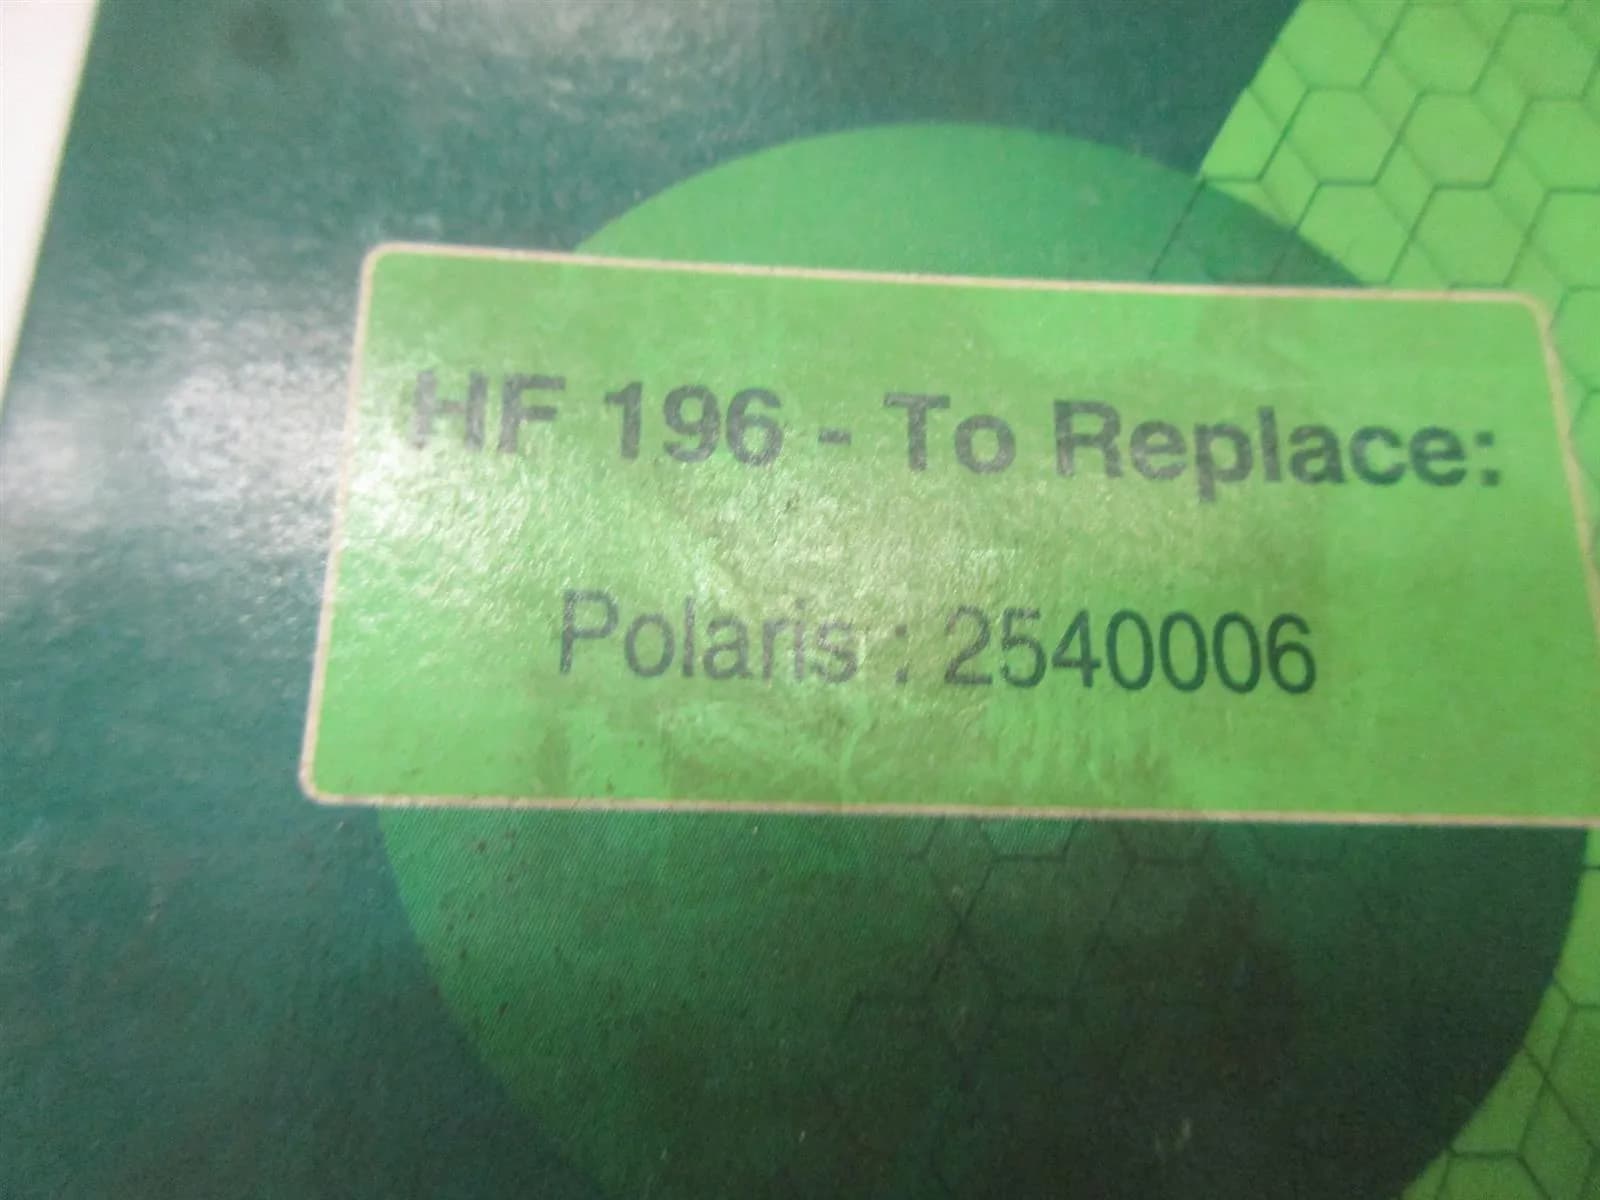 HF 196 - To Replace:
Polaris : 2540006